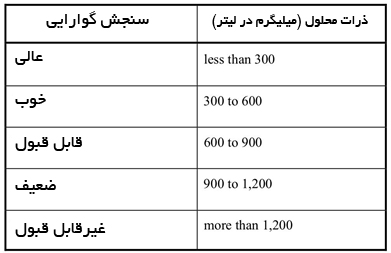 سنجش گوارایی
ذرات محلول (میلیگرم در لیتر)
عالی
less than 300
خوب
300 to 600
قابل قبول
600 to 900
ضعیف
900 to 1,200
غیرقابل قبول
more than 1,200